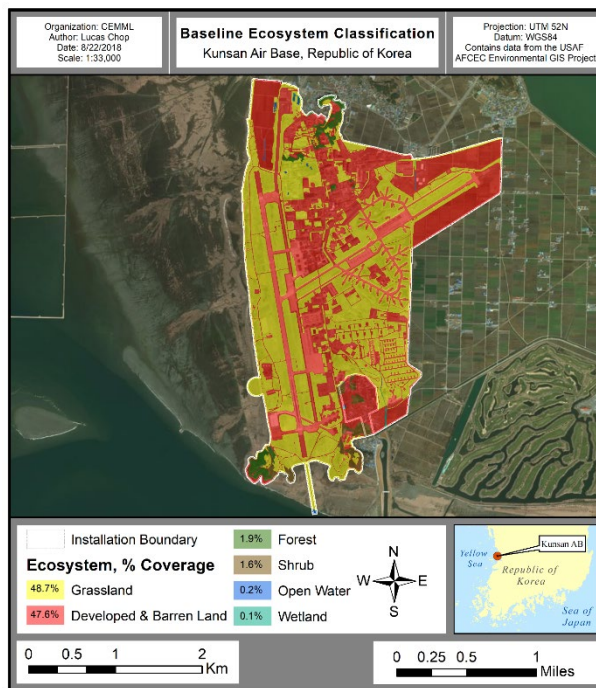 Organization: CEMML
Author: Lucas Chop
Date: 8/22/2018
Scale: 1:33,000
Baseline Ecosystem Classification
Kunsan Air Base, Republic of Korea
Projection: UTM 52N
Datum: WGS84
Contains data from the USAF
AFCEC Environmental GIS Project
Installation Boundary
Ecosystem, % Coverage
48.7% Grassland
47.6% Developed & Barren Land
1.9% Forest
1.6% Shrub
0.2% Open Water
0.1% Wetland
N
W E
S
Kunsan AB
Yellow
Sea
Republic of
Korea
Sea of
Japan
0 0.5 1 2
Km
0 0.25 0.5 1
Miles